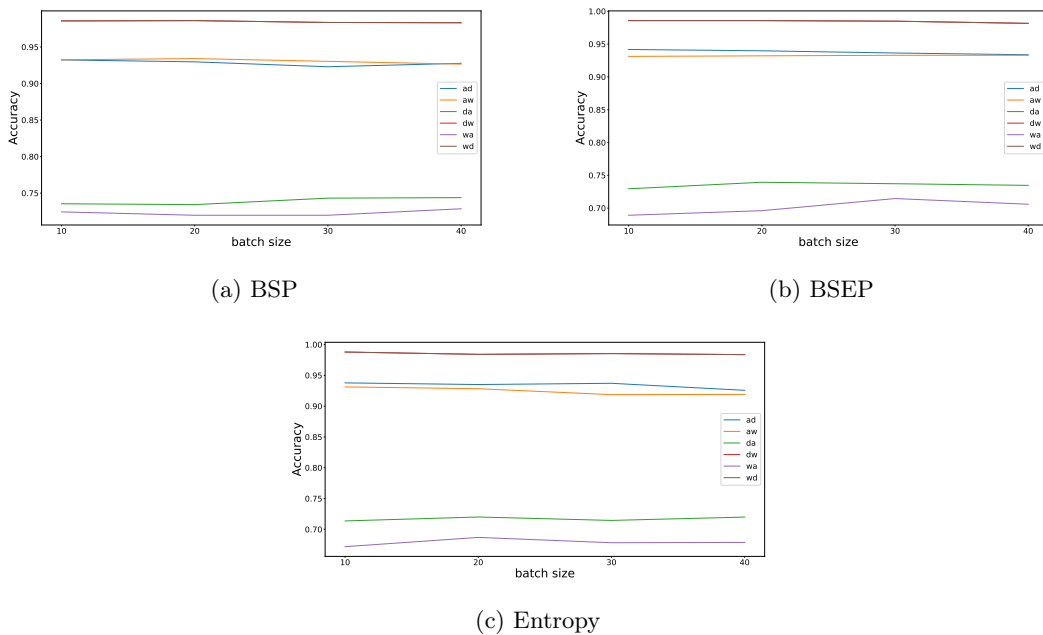 0.95
0.90
0.85
0.80
0.75
Accuracy
10
20
30
40
batch size
ad
aw
da
dw
wa
wd
(a) BSP
1.00
0.95
0.90
0.85
0.80
0.75
0.70
Accuracy
10
20
30
40
batch size
ad
aw
da
dw
wa
wd
(b) BSEP
1.00
0.95
0.90
0.85
0.80
0.75
0.70
Accuracy
10
20
30
40
batch size
ad
aw
da
dw
wa
wd
(c) Entropy